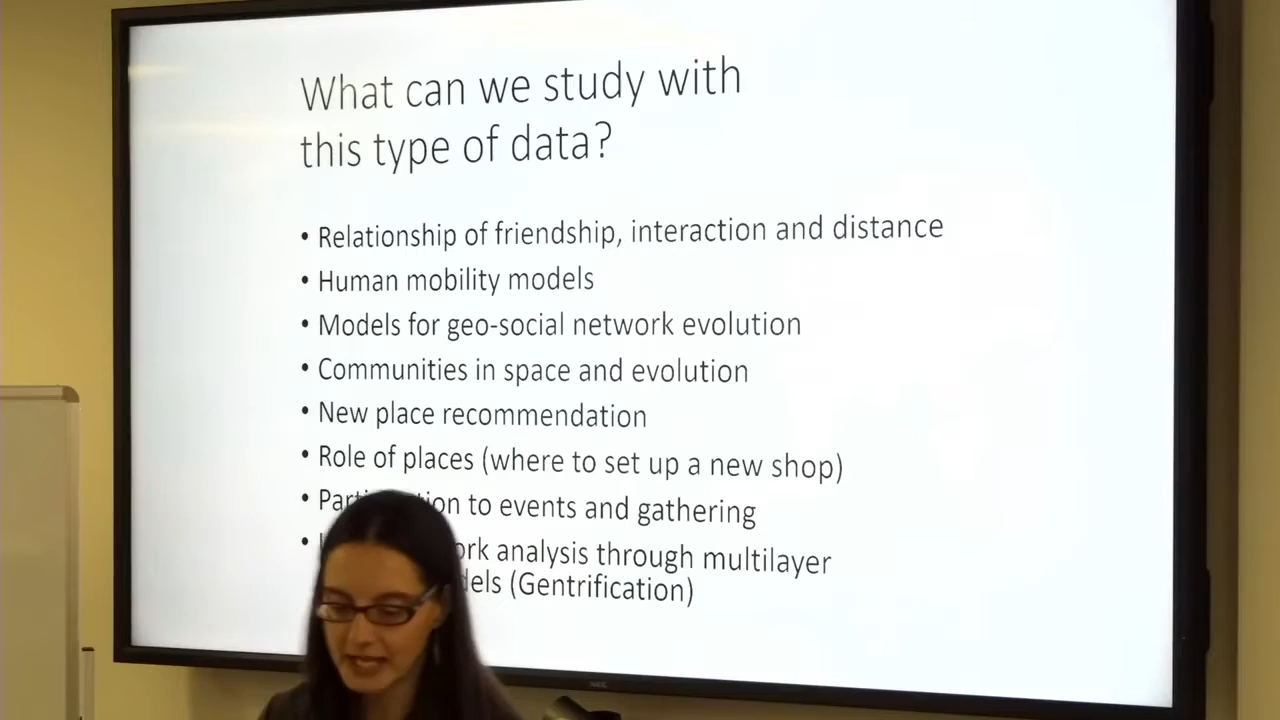 What can we study with
this type of data?
• Relationship of friendship, interaction and distance
• Human mobility models
• Models for geo-social network evolution
• Communities in space and evolution
• New place recommendation
• Role of places (where to set up a new shop)
• to events and gathering
• analysis through multilayer
(Gentrification)
NEC